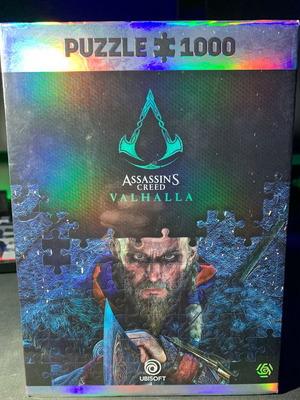 PUZZLE 1000
ASSASSIN'S
CREED
VALHALLA
UBISOFT